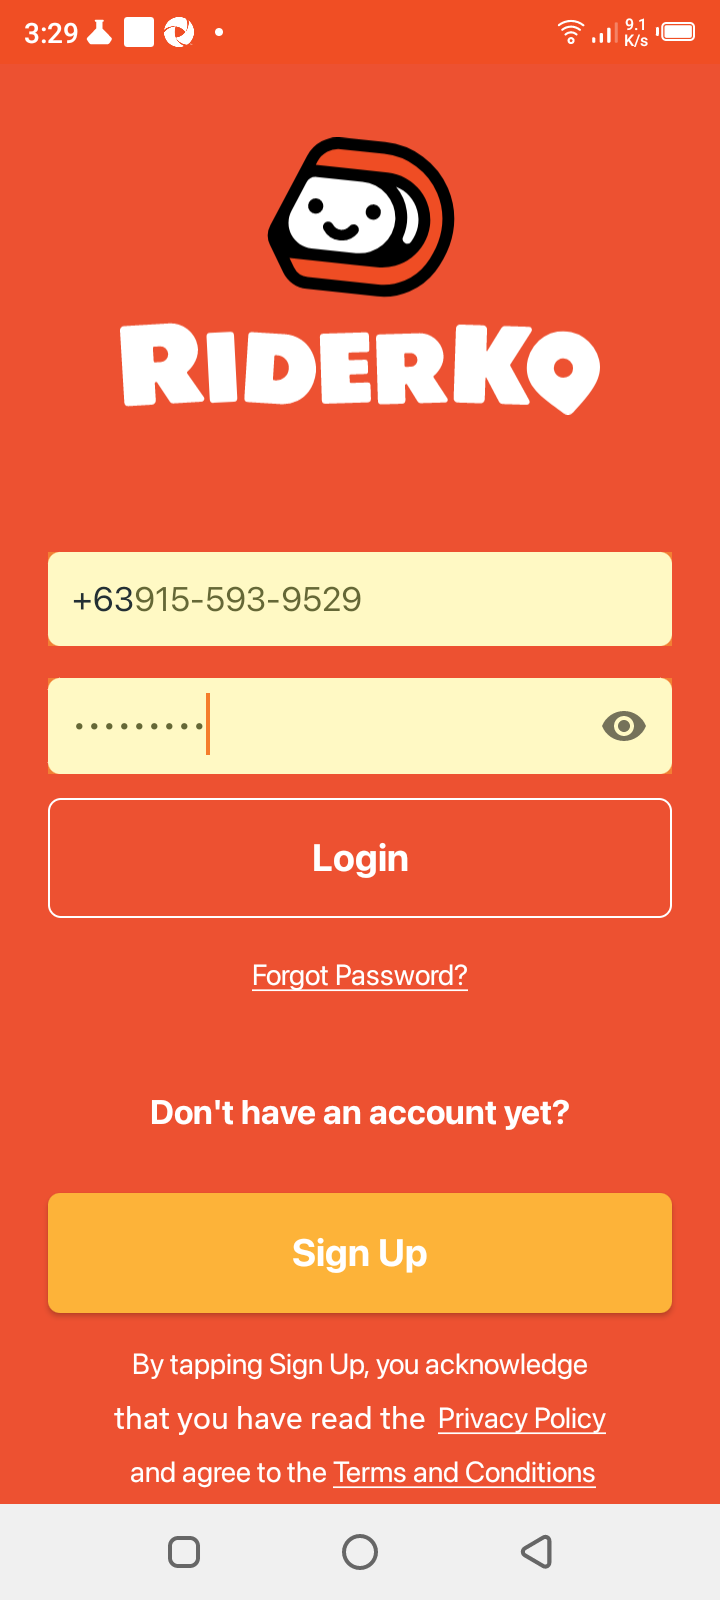 3:29
9.1
K/s
RIDERKO
+63915-593-9529
•••••••••
Login
Forgot Password?
Don't have an account yet?
Sign Up
By tapping Sign Up, you acknowledge
that you have read the Privacy Policy
and agree to the Terms and Conditions